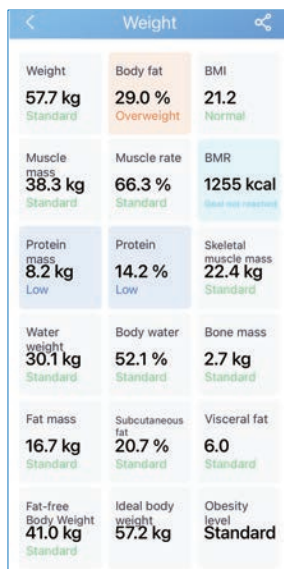 Weight
Weight
Body fat
BMI
57.7 kg
29.0 %
21.2
Standard
Overweight
Normal
Muscle
mass
Muscle rate
BMR
38.3 kg
66.3 %
1255 kcal
Standard
Standard
Goal not reached
Protein
mass
Protein
Skeletal
muscle mass
8.2 kg
14.2 %
22.4 kg
Low
Low
Standard
Water
weight
Body water
Bone mass
30.1 kg
52.1 %
2.7 kg
Standard
Standard
Standard
Fat mass
Subcutaneous
fat
Visceral fat
16.7 kg
20.7 %
6.0
Standard
Standard
Standard
Fat-free
Body Weight
Ideal body
weight
Obesity
level
41.0 kg
57.2 kg
Standard
Standard